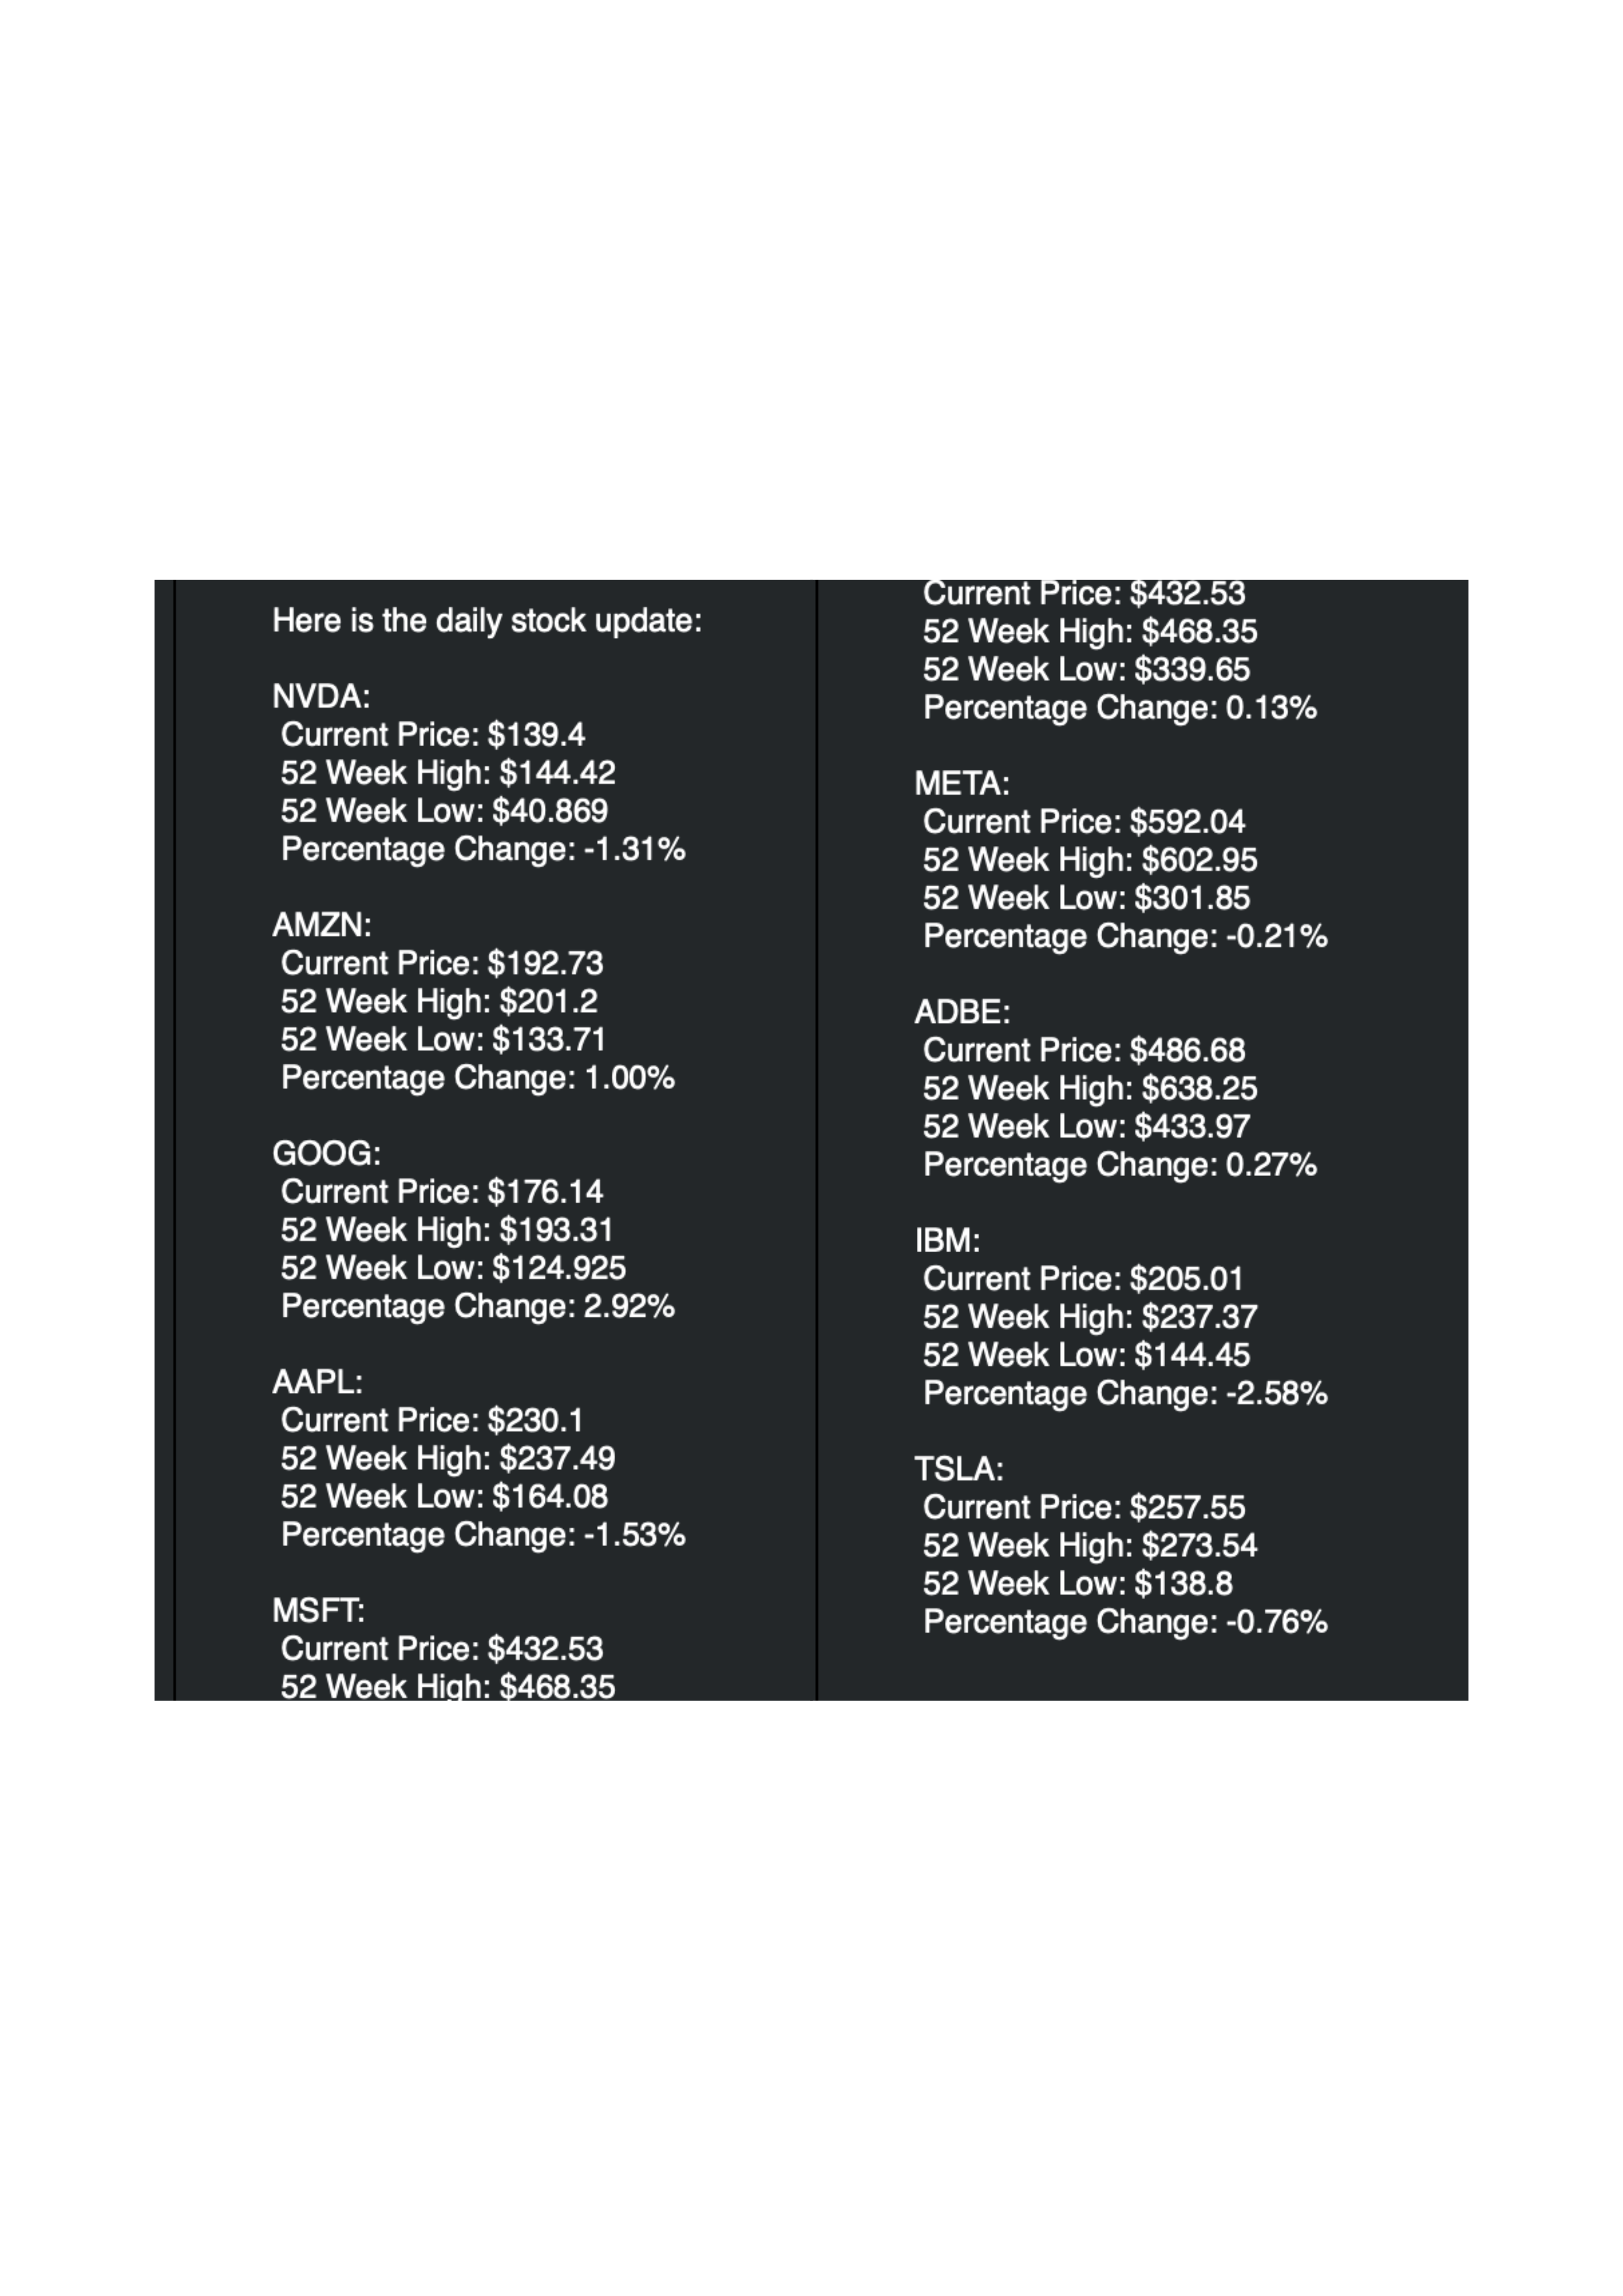 Here is the daily stock update:
NVDA:
Current Price: $139.4
52 Week High: $144.42
52 Week Low: $40.869
Percentage Change: -1.31%
AMZN:
Current Price: $192.73
52 Week High: $201.2
52 Week Low: $133.71
Percentage Change: 1.00%
GOOG:
Current Price: $176.14
52 Week High: $193.31
52 Week Low: $124.925
Percentage Change: 2.92%
AAPL:
Current Price: $230.1
52 Week High: $237.49
52 Week Low: $164.08
Percentage Change: -1.53%
MSFT:
Current Price: $432.53
52 Week High: $468.35
Current Price: $432.53
52 Week High: $468.35
52 Week Low: $339.65
Percentage Change: 0.13%
META:
Current Price: $592.04
52 Week High: $602.95
52 Week Low: $301.85
Percentage Change: -0.21%
ADBE:
Current Price: $486.68
52 Week High: $638.25
52 Week Low: $433.97
Percentage Change: 0.27%
IBM:
Current Price: $205.01
52 Week High: $237.37
52 Week Low: $144.45
Percentage Change: -2.58%
TSLA:
Current Price: $257.55
52 Week High: $273.54
52 Week Low: $138.8
Percentage Change: -0.76%